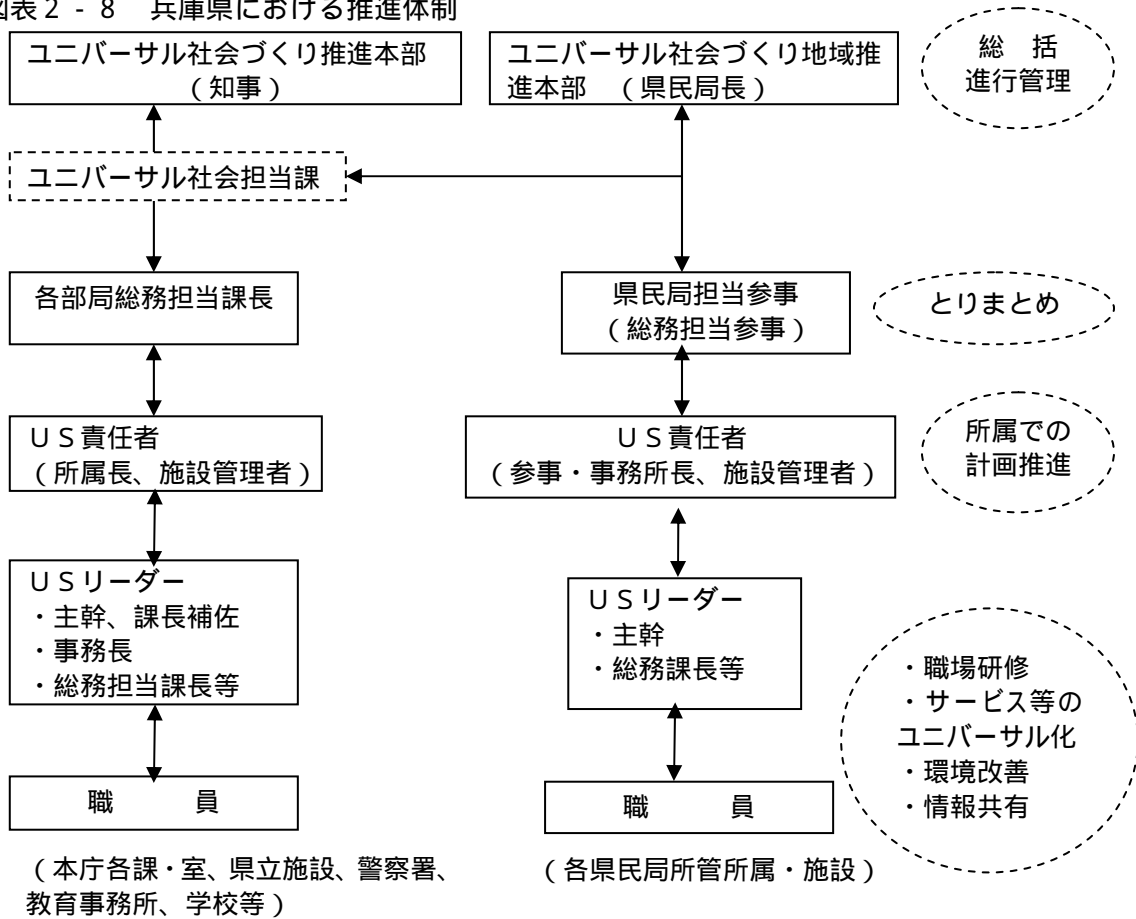 図表2-8 兵庫県における推進体制
ユニバーサル社会づくり推進本部
(知事)
ユニバーサル社会づくり地域推
進本部 (県民局長)
総 括
進行管理
ユニバーサル社会担当課
各部局総務担当課長
県民局担当参事
(総務担当参事)
とりまとめ
US責任者
(所属長、施設管理者)
US責任者
(参事・事務所長、施設管理者)
所属での
計画推進
USリーダー
・主幹、課長補佐
・事務長
・総務担当課長等
USリーダー
・主幹
・総務課長等
・職場研修
・サービス等の
ユニバーサル化
・環境改善
・情報共有
職 員
職 員
(本庁各課・室、県立施設、警察署、
教育事務所、学校等)
(各県民局所管所属・施設)